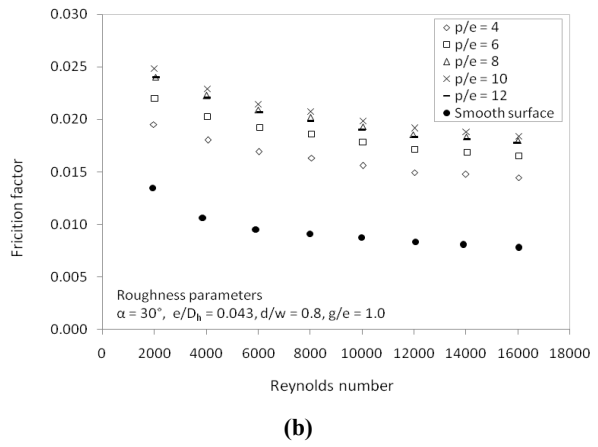 0.030
0.025
0.020
0.015
0.010
0.005
0.000
Fricition factor
p/e = 4
p/e = 6
p/e = 8
p/e = 10
p/e = 12
Smooth surface
Roughness parameters
α = 30°, e/Dh = 0.043, d/w = 0.8, g/e = 1.0
0 2000 4000 6000 8000 10000 12000 14000 16000 18000
Reynolds number
(b)